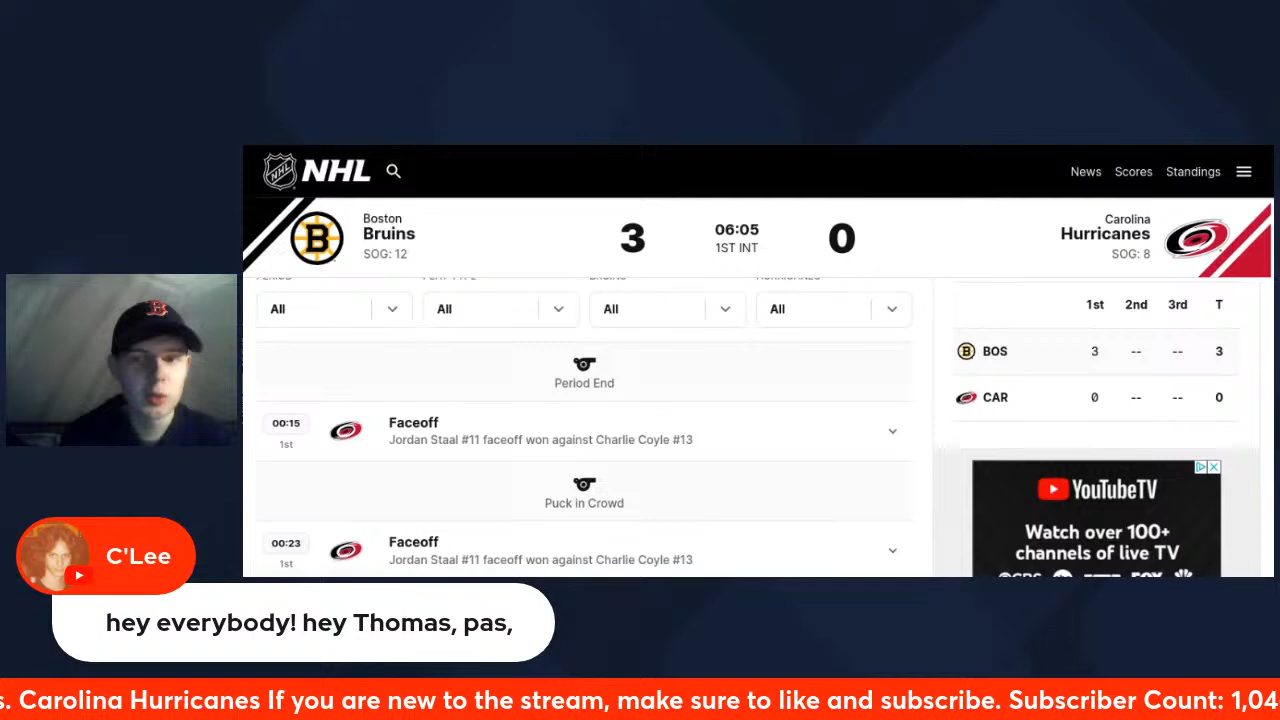 NHL
News Scores Standings
Boston
Bruins
SOG: 12
3
06:05
1ST INT
0
Carolina
Hurricanes
SOG: 8
All All All All
Period End
00:15
1st
Faceoff
Jordan Staal #11 faceoff won against Charlie Coyle #13
Puck in Crowd
00:23
1st
Faceoff
Jordan Staal #11 faceoff won against Charlie Coyle #13
1st 2nd 3rd T
BOS 3 -- -- 3
CAR 0 -- -- 0
YouTubeTV
Watch over 100+
channels of live TV
C'Lee
hey everybody! hey Thomas, pas,
s. Carolina Hurricanes If you are new to the stream, make sure to like and subscribe. Subscriber Count: 1,04